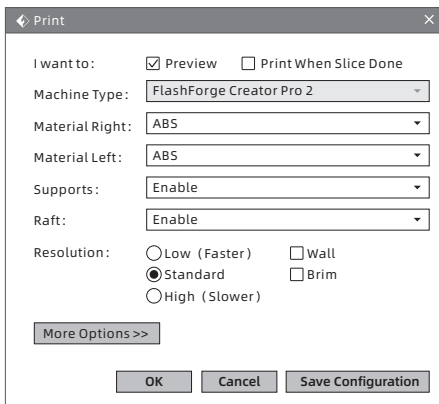 Print
I want to: Preview Print When Slice Done
Machine Type: FlashForge Creator Pro 2
Material Right: ABS
Material Left: ABS
Supports: Enable
Raft: Enable
Resolution: Low (Faster) Wall
Standard Brim
High (Slower)
More Options >>
OK Cancel Save Configuration